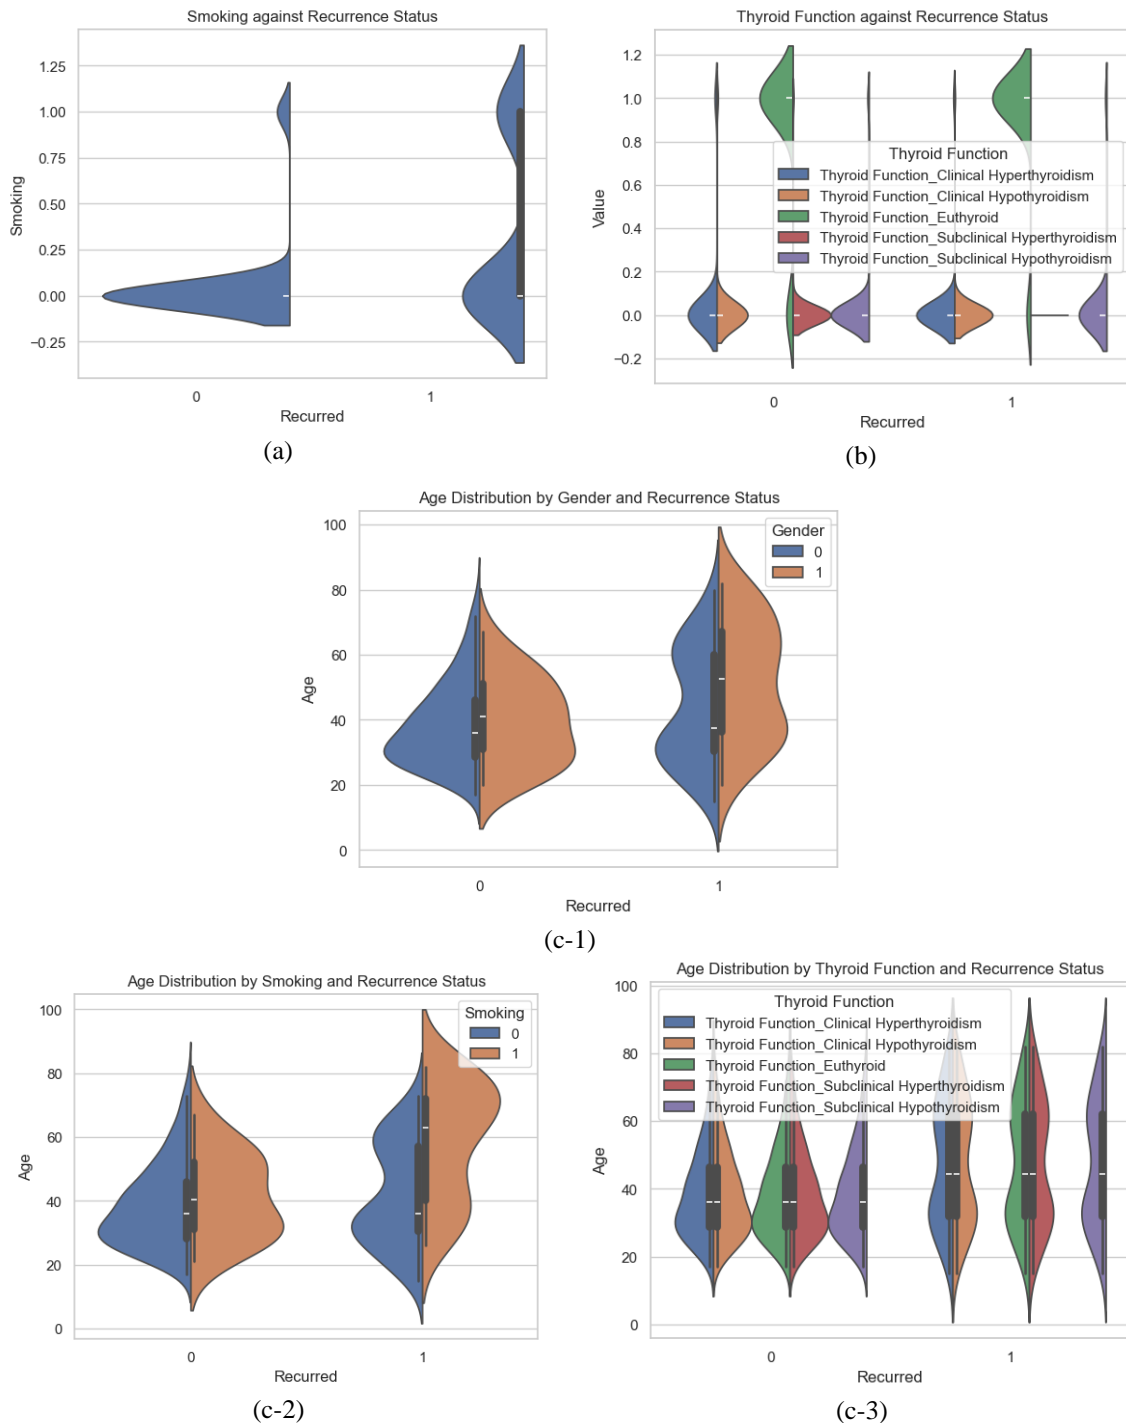 Smoking against Recurrence Status
1.25
1.00
0.75
0.50
0.25
0.00
−0.25
Smoking
0
1
Recurred
(a)
Thyroid Function against Recurrence Status
1.2
1.0
0.8
0.6
0.4
0.2
0.0
−0.2
Value
Thyroid Function
Thyroid Function_Clinical Hyperthyroidism
Thyroid Function_Clinical Hypothyroidism
Thyroid Function_Euthyroid
Thyroid Function_Subclinical Hyperthyroidism
Thyroid Function_Subclinical Hypothyroidism
0
1
Recurred
(b)
Age Distribution by Gender and Recurrence Status
100
80
60
40
20
0
Age
Gender
0
1
0
1
Recurred
(c-1)
Age Distribution by Smoking and Recurrence Status
100
80
60
40
20
0
Age
Smoking
0
1
0
1
Recurred
(c-2)
Age Distribution by Thyroid Function and Recurrence Status
100
80
60
40
20
0
Age
Thyroid Function
Thyroid Function_Clinical Hyperthyroidism
Thyroid Function_Clinical Hypothyroidism
Thyroid Function_Euthyroid
Thyroid Function_Subclinical Hyperthyroidism
Thyroid Function_Subclinical Hypothyroidism
0
1
Recurred
(c-3)